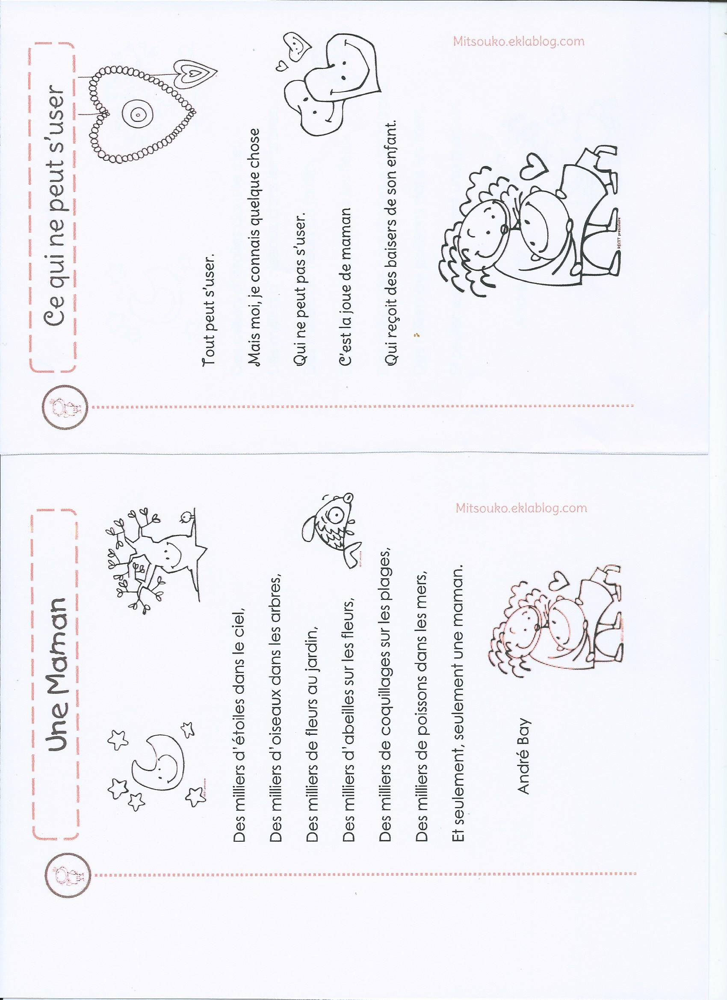 Une Maman
Des milliers d'étoiles dans le ciel,
Des milliers d'oiseaux dans les arbres,
Des milliers de fleurs au jardin,
Des milliers d'abeilles sur les fleurs,
Des milliers de coquillages sur les plages,
Des milliers de poissons dans les mers,
Et seulement, seulement une maman.
André Bay
Mitsouko.eklablog.com
Ce qui ne peut s'user
Tout peut s'user.
Mais moi, je connais quelque chose
Qui ne peut pas s'user.
C'est la joue de maman
Qui reçoit des baisers de son enfant.
RÉCIT préscolaire
Mitsouko.eklablog.com